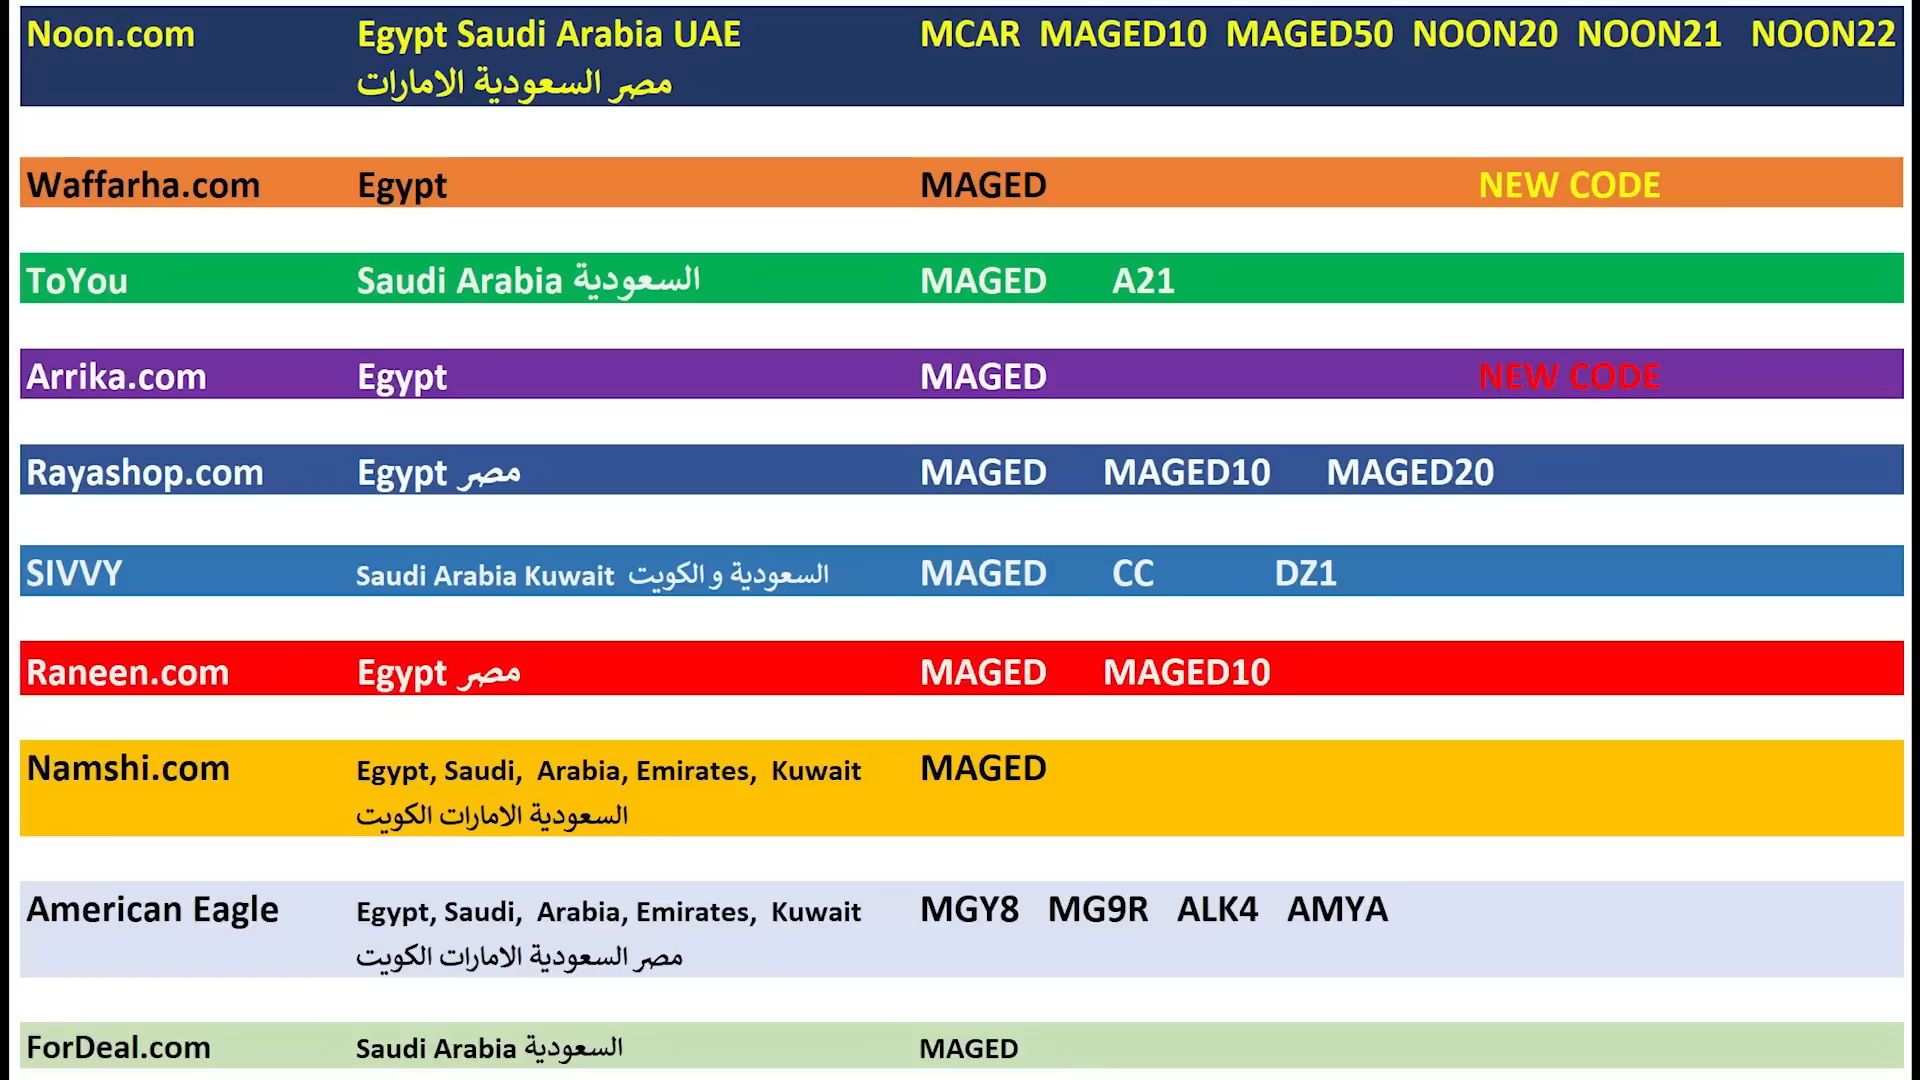 Noon.com Egypt Saudi Arabia UAE MCAR MAGED10 MAGED50 NOON20 NOON21 NOON22
مصر السعودية الامارات
Waffarha.com Egypt MAGED NEW CODE
ToYou Saudi Arabia السعودية MAGED A21
Arrika.com Egypt MAGED NEW CODE
Rayashop.com Egypt مصر MAGED MAGED10 MAGED20
SIVVY Saudi Arabia Kuwait السعودية و الكويت MAGED CC DZ1
Raneen.com Egypt مصر MAGED MAGED10
Namshi.com Egypt, Saudi, Arabia, Emirates, Kuwait MAGED
السعودية الامارات الكويت
American Eagle Egypt, Saudi, Arabia, Emirates, Kuwait MGY8 MG9R ALK4 AMYA
مصر السعودية الامارات الكويت
ForDeal.com Saudi Arabia السعودية MAGED